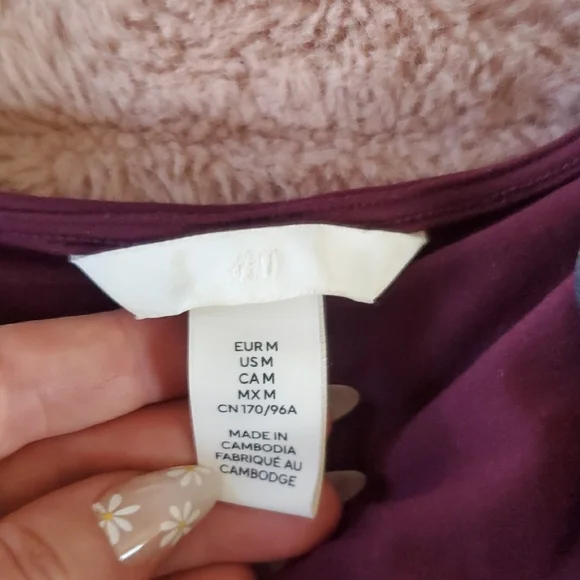 H&M
EUR M
US M
CA M
MX M
CN 170/96A
MADE IN
CAMBODIA
FABRIQUÉ AU
CAMBODGE